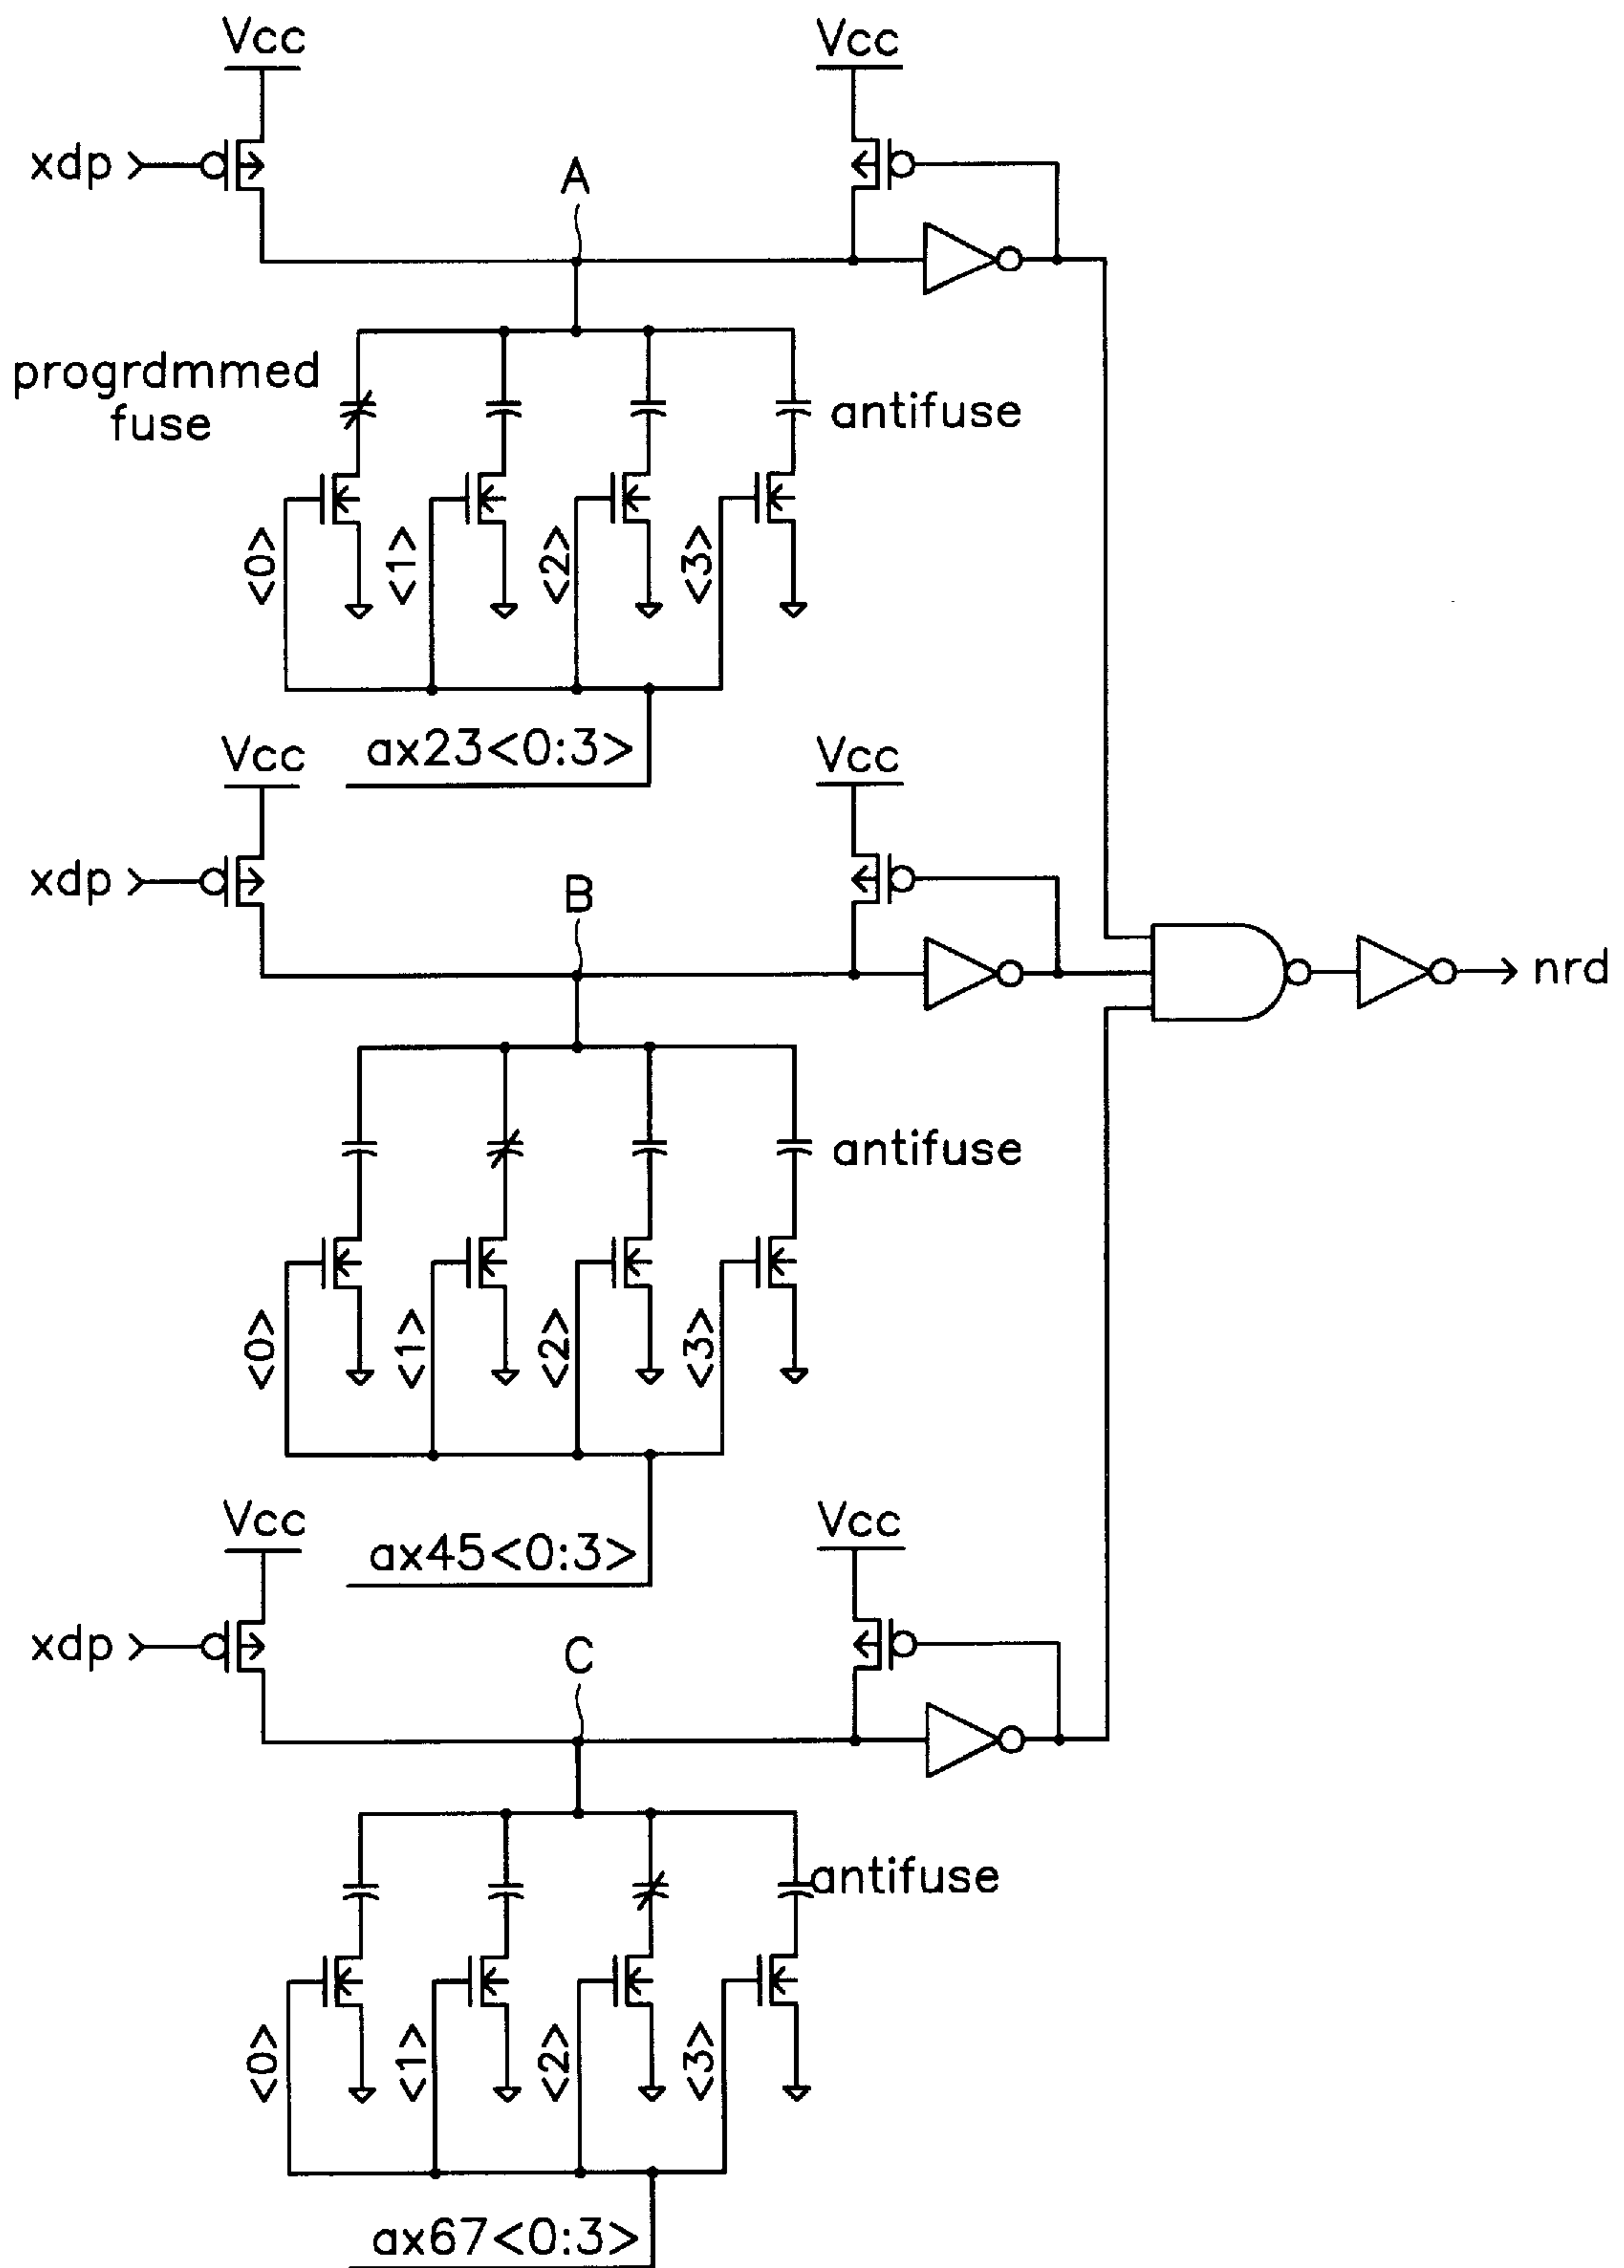 Vcc Vcc
xdp
A
progrdmmed
fuse
antifuse
<0> <1> <2> <3>
ax23<0:3>
Vcc Vcc
xdp
B
nrd
antifuse
<0> <1> <2> <3>
ax45<0:3>
Vcc Vcc
xdp
C
antifuse
<0> <1> <2> <3>
ax67<0:3>